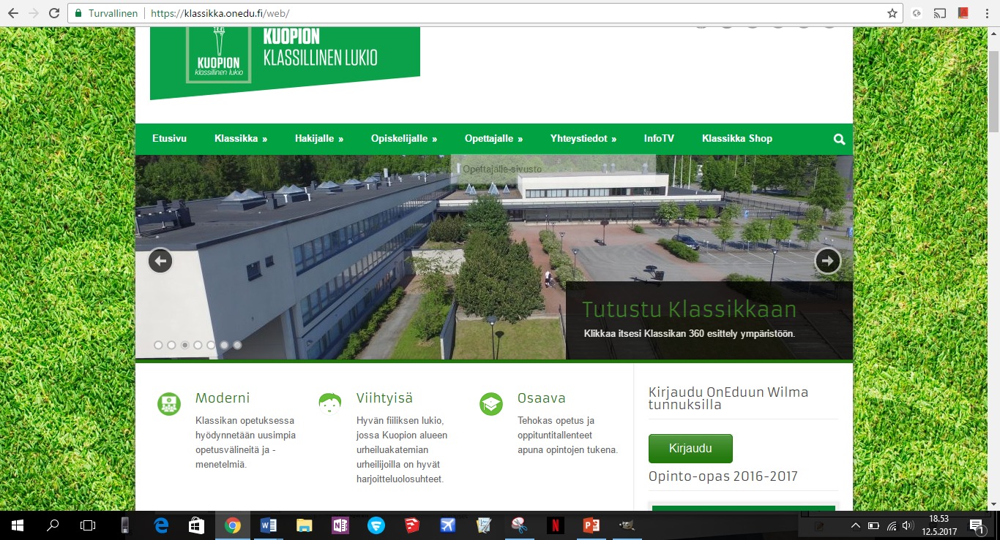 Turvallinen
https://klassikka.onedu.fi/web/
KUOPION
klassillinen lukio
KUOPION
KLASSILLINEN LUKIO
Etusivu Klassikka » Hakijalle » Opiskelijalle » Opettajalle » Yhteystiedot » InfoTV Klassikka Shop
Opettajalle-sivusto
Tutustu Klassikkaan
Klikkaa itsesi Klassikan 360 esittely ympäristöön.
Moderni
Klassikan opetuksessa
hyödynnetään uusimpia
opetusvälineitä ja -
menetelmiä.
Viihtyisä
Hyvän fiiliksen lukio,
jossa Kuopion alueen
urheiluakatemian
urheilijoilla on hyvät
harjoitteluolosuhteet.
Osaava
Tehokas opetus ja
oppituntitallenteet
apuna opintojen tukena.
Kirjaudu OnEduun Wilma
tunnuksilla
Kirjaudu
Opinto-opas 2016-2017
18.53
12.5.2017
1